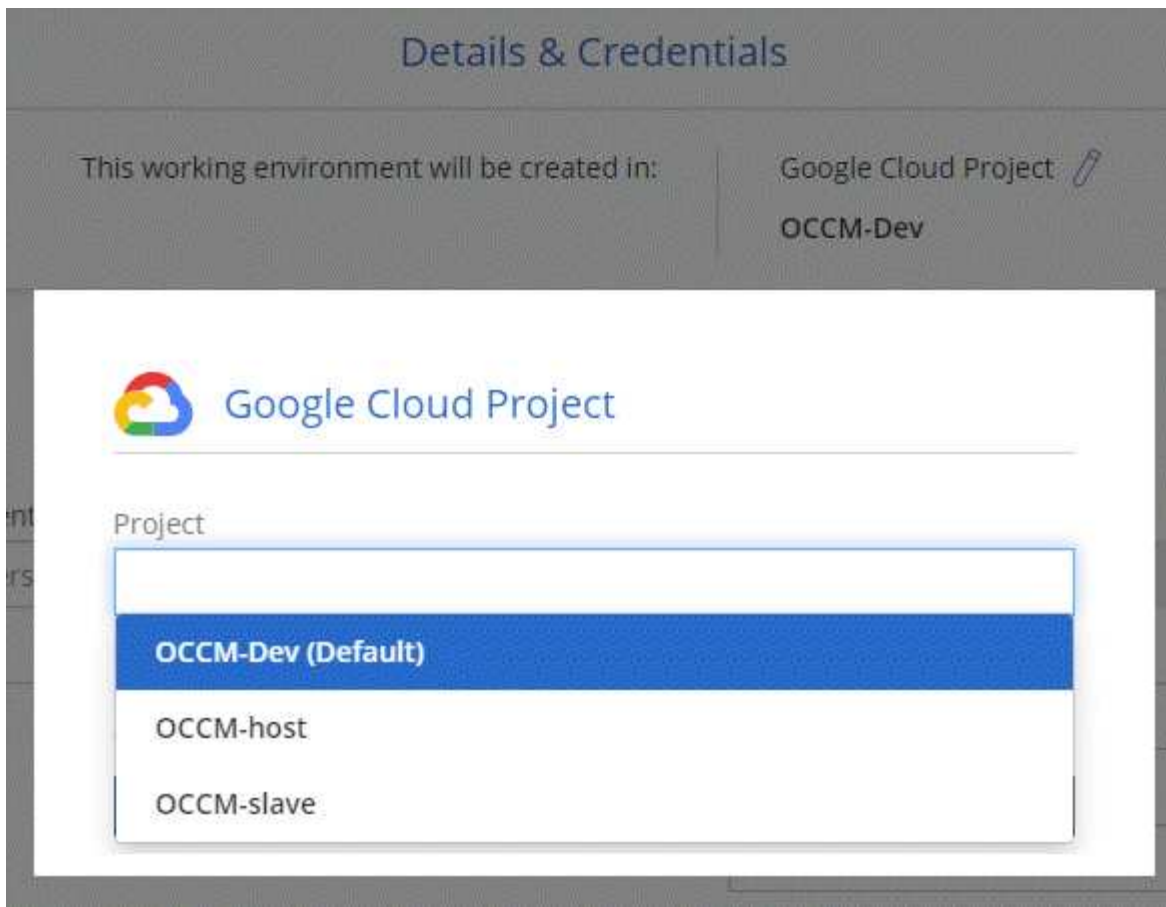 Details & Credentials
This working environment will be created in:
Google Cloud Project
OCCM-Dev
Google Cloud Project
Project
OCCM-Dev (Default)
OCCM-host
OCCM-slave